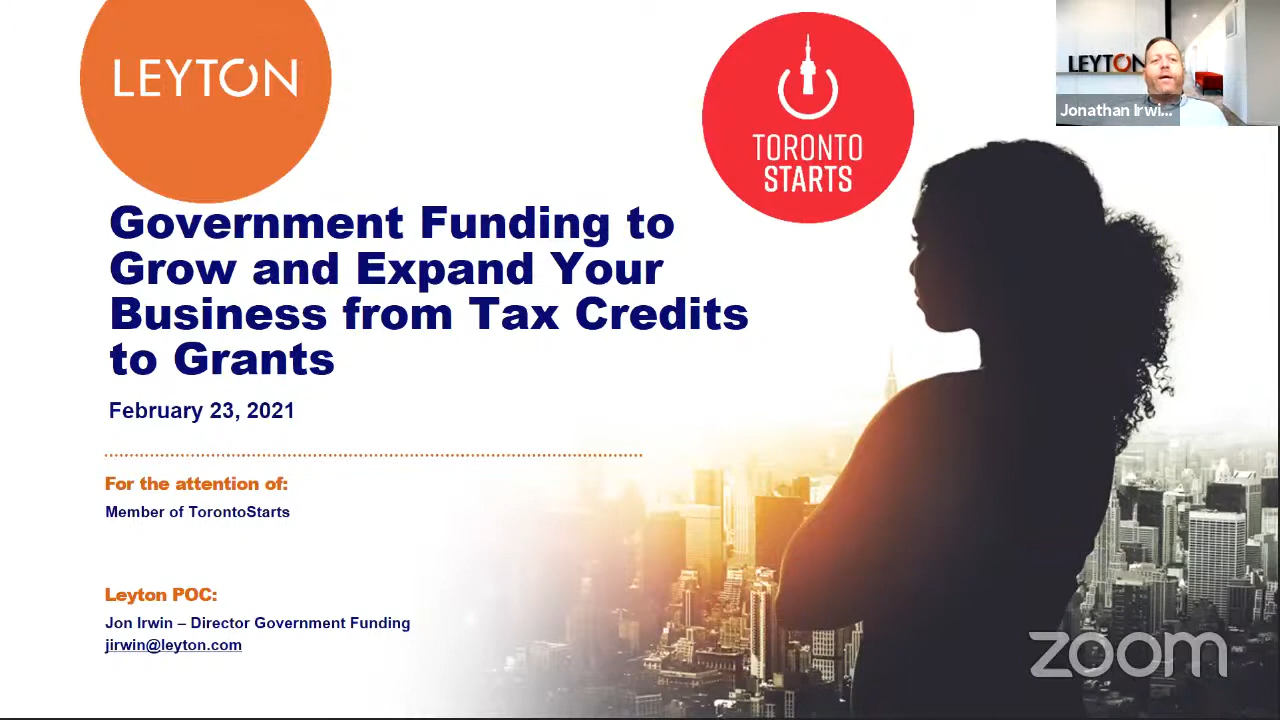 LEYTON
TORONTO
STARTS
LEYTON
Jonathan Irwi...
Government Funding to
Grow and Expand Your
Business from Tax Credits
to Grants
February 23, 2021
For the attention of:
Member of TorontoStarts
Leyton POC:
Jon Irwin – Director Government Funding
jirwin@leyton.com
zoom